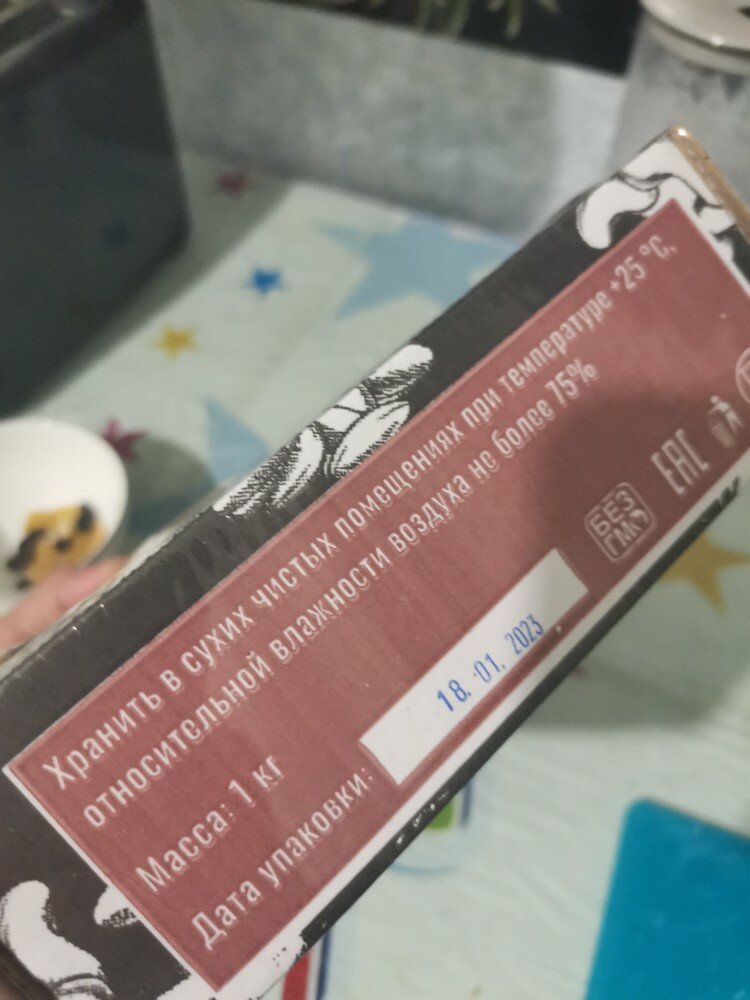 Хранить в сухих чистых помещениях при температуре +25 °С,
относительной влажности воздуха не более 75%
Масса: 1 кг
Дата упаковки: 18.01.2023
БЕЗ
ГМО
ЕАС